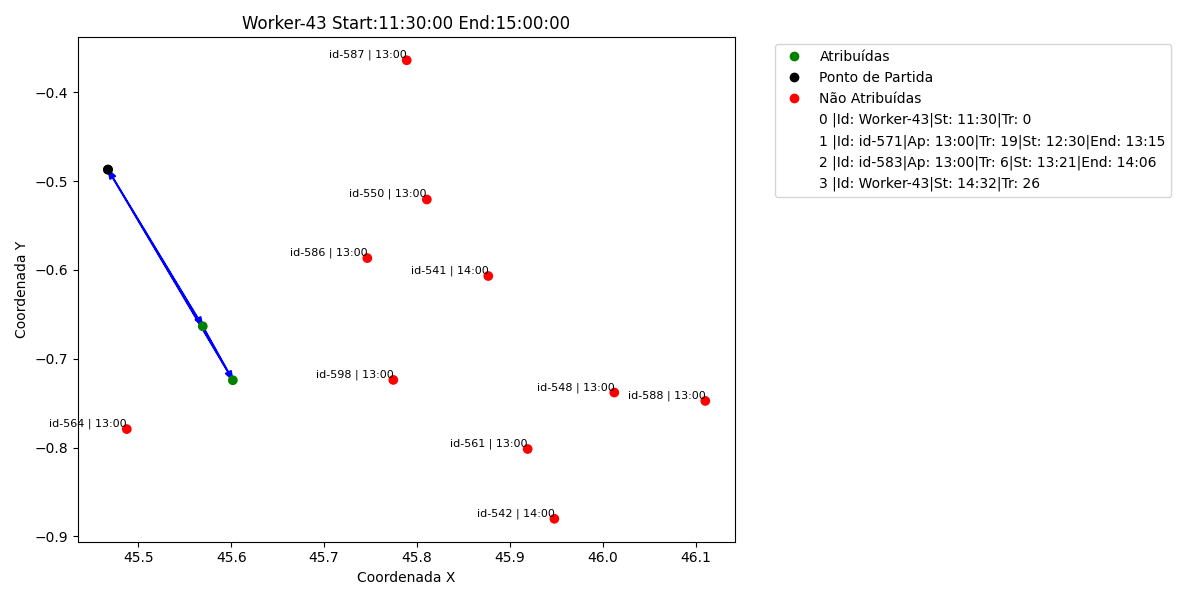 Worker-43 Start:11:30:00 End:15:00:00
Atribuídas
Ponto de Partida
Não Atribuídas
0 |Id: Worker-43|St: 11:30|Tr: 0
1 |Id: id-571|Ap: 13:00|Tr: 19|St: 12:30|End: 13:15
2 |Id: id-583|Ap: 13:00|Tr: 6|St: 13:21|End: 14:06
3 |Id: Worker-43|St: 14:32|Tr: 26
id-587 | 13:00
id-550 | 13:00
id-586 | 13:00
id-541 | 14:00
id-598 | 13:00
id-548 | 13:00
id-588 | 13:00
id-564 | 13:00
id-561 | 13:00
id-542 | 14:00
Coordenada Y
−0.4
−0.5
−0.6
−0.7
−0.8
−0.9
45.5
45.6
45.7
45.8
45.9
46.0
46.1
Coordenada X